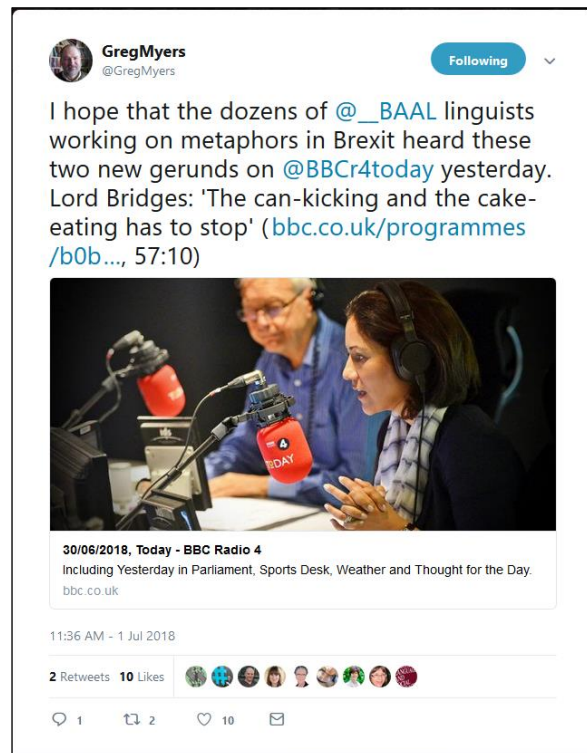 GregMyers
@GregMyers
Following
I hope that the dozens of @__BAAL linguists
working on metaphors in Brexit heard these
two new gerunds on @BBCr4today yesterday.
Lord Bridges: 'The can-kicking and the cake-
eating has to stop' (bbc.co.uk/programmes
/b0b..., 57:10)
4
TODAY
30/06/2018, Today - BBC Radio 4
Including Yesterday in Parliament, Sports Desk, Weather and Thought for the Day.
bbc.co.uk
11:36 AM - 1 Jul 2018
2 Retweets 10 Likes
1 2 10